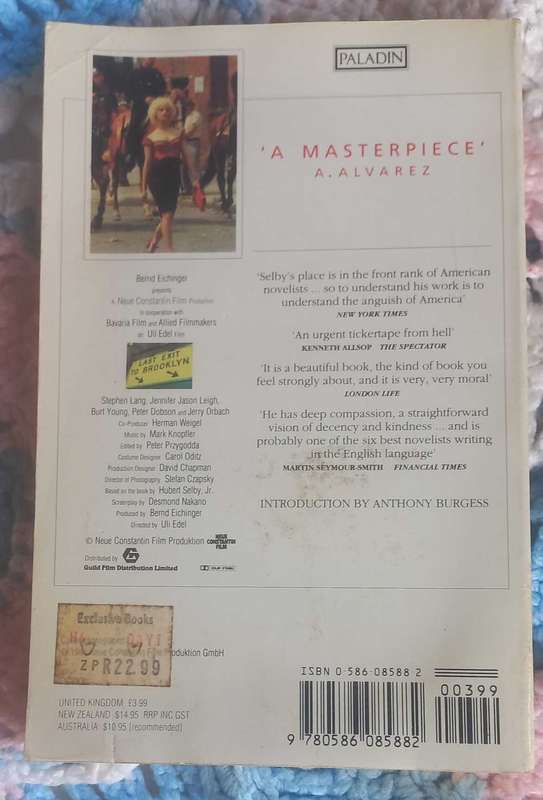 PALADIN
'A MASTERPIECE'
A. ALVAREZ
'Selby's place is in the front rank of American
novelists ... so to understand his work is to
understand the anguish of America'
NEW YORK TIMES
'An urgent tickertape from hell'
KENNETH ALLSOP THE SPECTATOR
'It is a beautiful book, the kind of book you
feel strongly about, and it is very, very moral'
LONDON LIFE
'He has deep compassion, a straightforward
vision of decency and kindness ... and is
probably one of the six best novelists writing
in the English language'
MARTIN SEYMOUR-SMITH FINANCIAL TIMES
INTRODUCTION BY ANTHONY BURGESS
Bernd Eichinger
presents
A Neue Constantin Film Production
In cooperation with
Bavaria Film and Allied Filmmakers
an Uli Edel Film
LAST EXIT
TO BROOKLYN
Stephen Lang, Jennifer Jason Leigh,
Burt Young, Peter Dobson and Jerry Orbach
Co-Producer Herman Weigel
Music by Mark Knopfler
Edited by Peter Przygodda
Costume Designer Carol Oditz
Production Designer David Chapman
Director of Photography Stefan Czapsky
Based on the book by Hubert Selby, Jr.
Screenplay by Desmond Nakano
Produced by Bernd Eichinger
Directed by Uli Edel
© Neue Constantin Film Produktion NEUE
CONSTANTIN
FILM
Distributed by
Guild Film Distribution Limited
Exclusive Books
duktion GmbH
ZPR22.99
UNITED KINGDOM £3.99
NEW ZEALAND $14.95 RRP INC GST
AUSTRALIA $10.95 (recommended)
ISBN 0-586-08588-2
00399
9 780586 085882